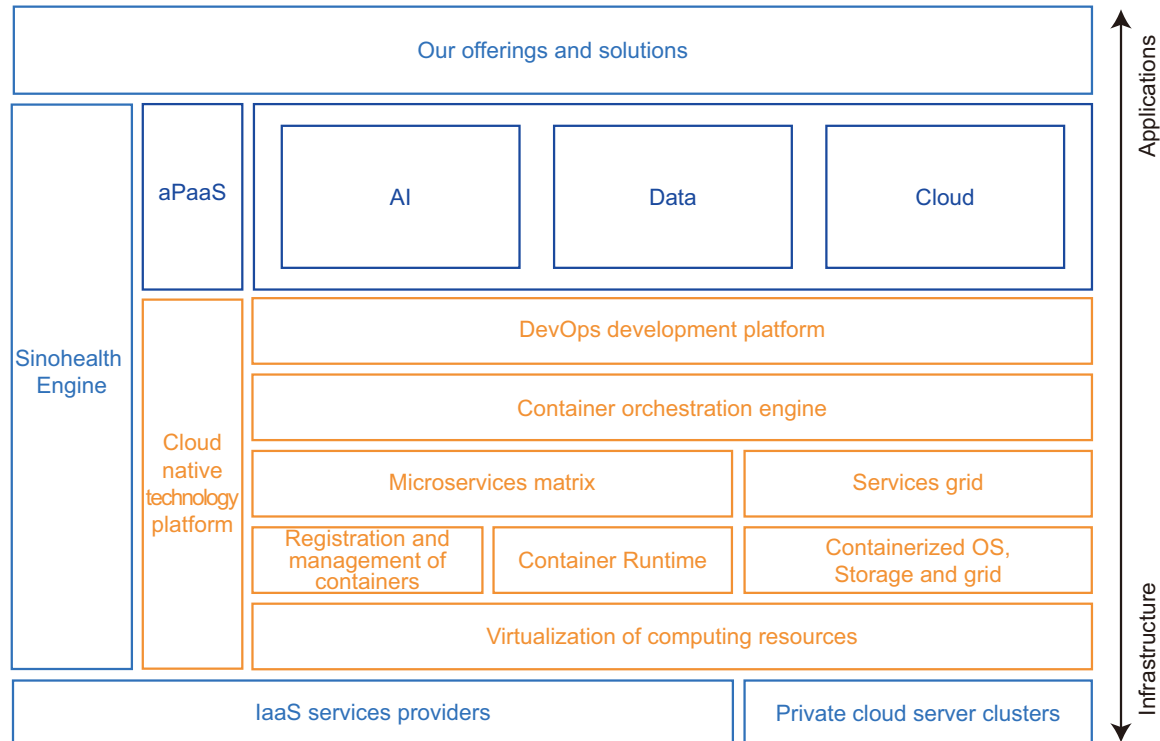 Our offerings and solutions
Applications
aPaaS
AI
Data
Cloud
Sinohealth
Engine
DevOps development platform
Container orchestration engine
Cloud
native
technology
platform
Microservices matrix
Services grid
Registration and
management of
containers
Container Runtime
Containerized OS,
Storage and grid
Virtualization of computing resources
Infrastructure
IaaS services providers
Private cloud server clusters